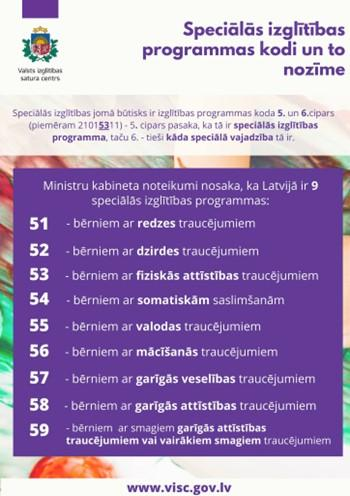 Speciālās izglītības
programmas kodi un to
nozīme
Valsts izglītības
satura centrs
Speciālās izglītības jomā būtisks ir izglītības programmas koda 5. un 6.cipars
(piemēram 21015311) - 5. cipars pasaka, ka tā ir speciālās izglītības
programma, taču 6. - tieši kāda speciālā vajadzība tā ir.
Ministru kabineta noteikumi nosaka, ka Latvijā ir 9
speciālās izglītības programmas:
51 - bērniem ar redzes traucējumiem
52 - bērniem ar dzirdes traucējumiem
53 - bērniem ar fiziskās attīstības traucējumiem
54 - bērniem ar somatiskām saslimšanām
55 - bērniem ar valodas traucējumiem
56 - bērniem ar mācīšanās traucējumiem
57 - bērniem ar garīgās veselības traucējumiem
58 - bērniem ar garīgās attīstības traucējumiem
59 - bērniem ar smagiem garīgās attīstības
traucējumiem vai vairākiem smagiem traucējumiem
www.visc.gov.lv